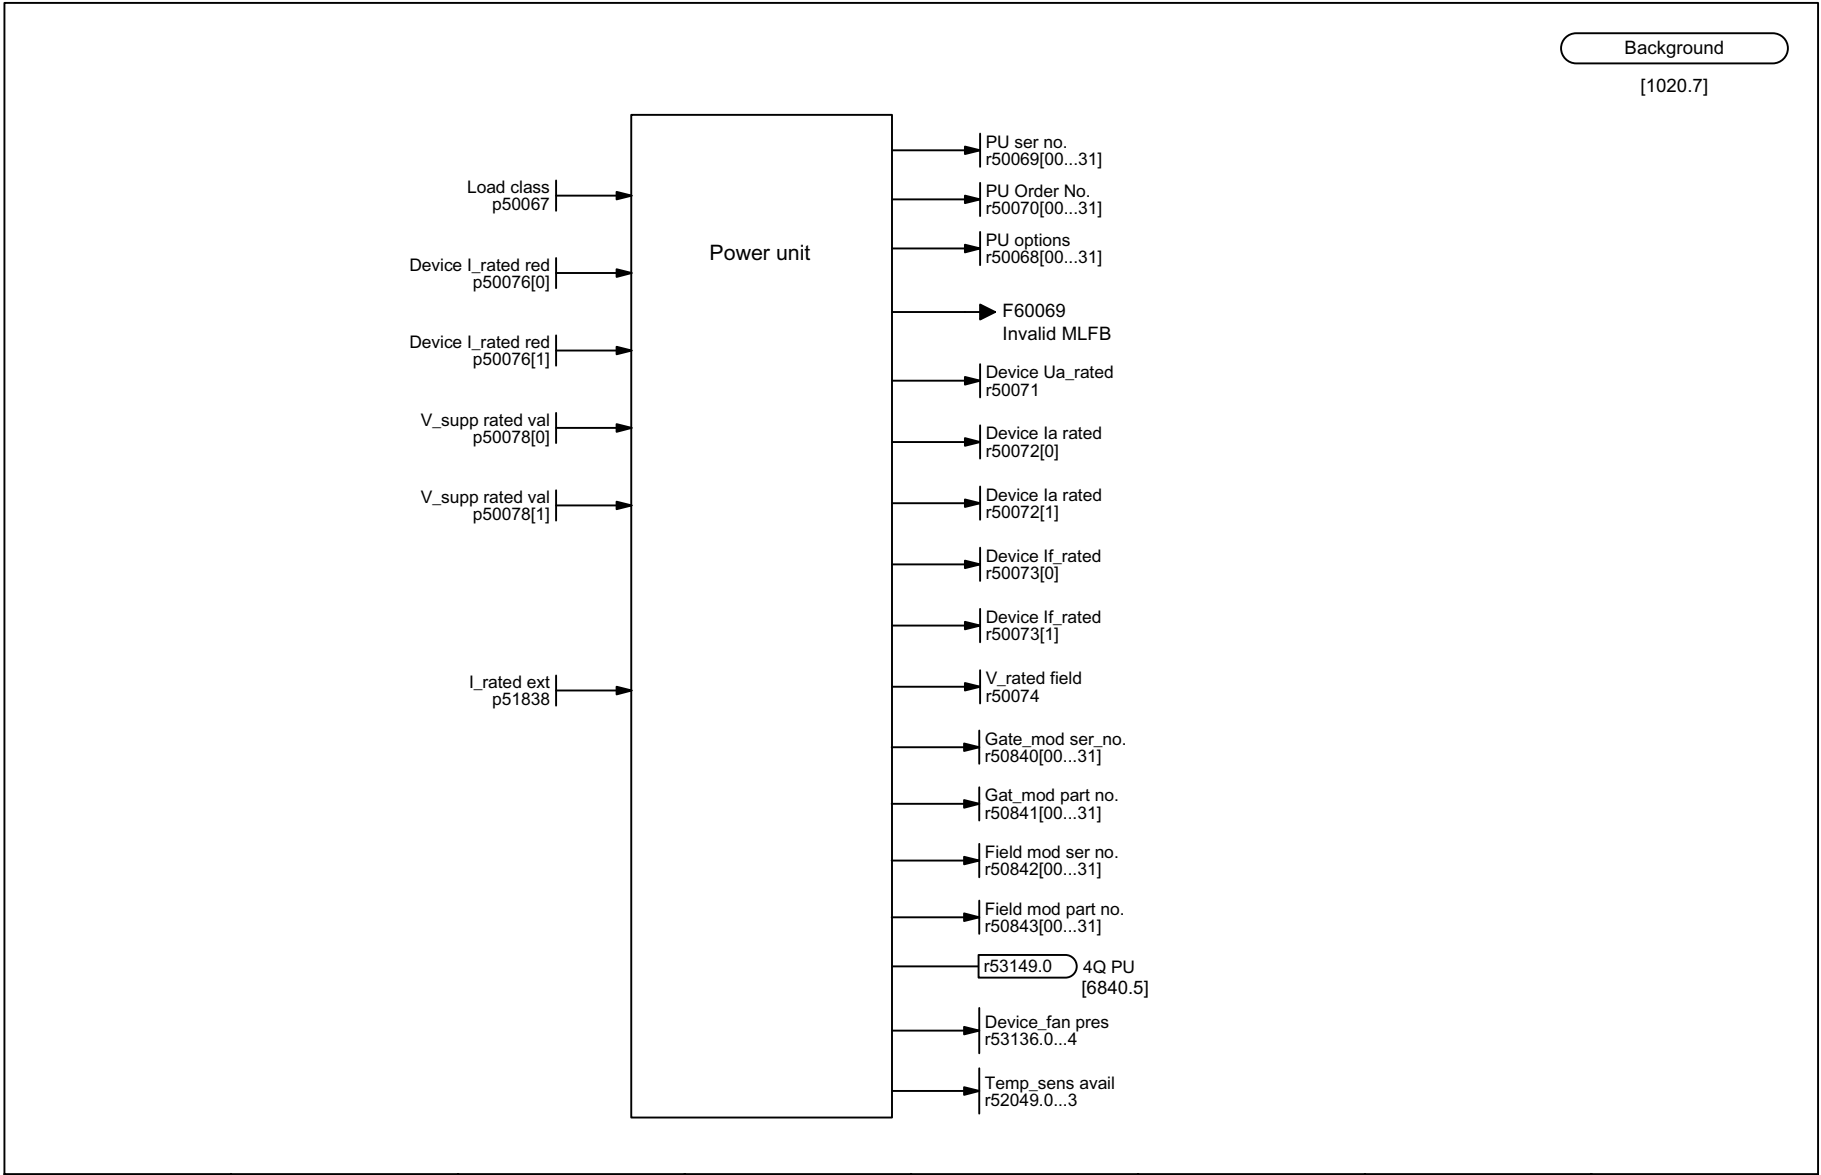 Background
[1020.7]
Load class
p50067
Device I_rated red
p50076[0]
Device I_rated red
p50076[1]
V_supp rated val
p50078[0]
V_supp rated val
p50078[1]
I_rated ext
p51838
Power unit
PU ser no.
r50069[00...31]
PU Order No.
r50070[00...31]
PU options
r50068[00...31]
F60069
Invalid MLFB
Device Ua_rated
r50071
Device Ia rated
r50072[0]
Device Ia rated
r50072[1]
Device If_rated
r50073[0]
Device If_rated
r50073[1]
V_rated field
r50074
Gate_mod ser_no.
r50840[00...31]
Gat_mod part no.
r50841[00...31]
Field mod ser no.
r50842[00...31]
Field mod part no.
r50843[00...31]
r53149.0 4Q PU
[6840.5]
Device_fan pres
r53136.0...4
Temp_sens avail
r52049.0...3